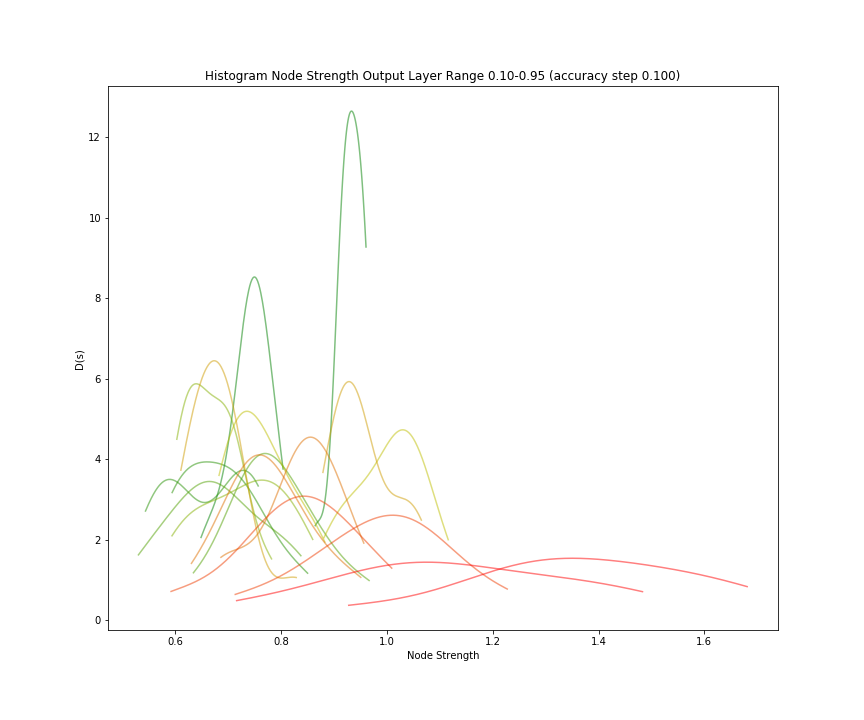 Histogram Node Strength Output Layer Range 0.10-0.95 (accuracy step 0.100)
12
10
8
6
4
2
0
D(s)
0.6 0.8 1.0 1.2 1.4 1.6
Node Strength